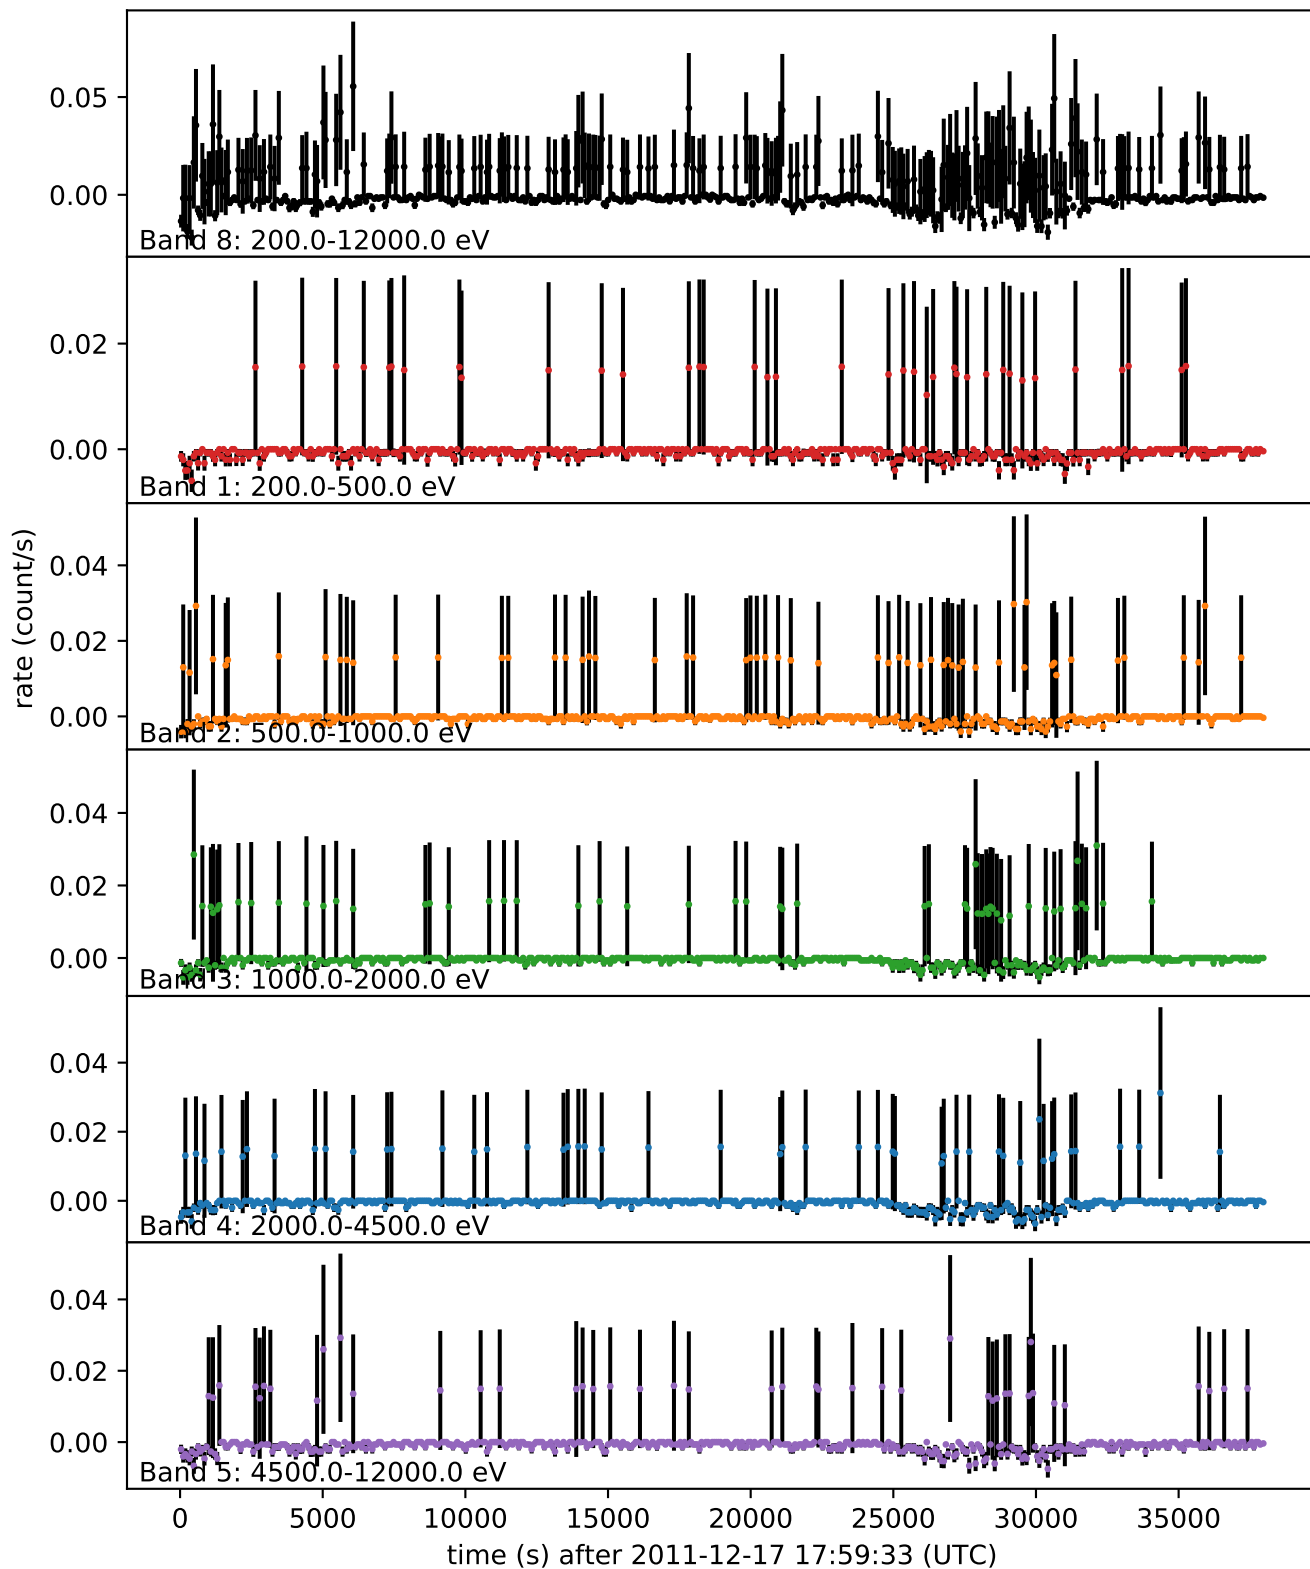 0.05
0.00
Band 8: 200.0-12000.0 eV
0.02
0.00
Band 1: 200.0-500.0 eV
rate (count/s)
0.04
0.02
0.00
Band 2: 500.0-1000.0 eV
0.04
0.02
0.00
Band 3: 1000.0-2000.0 eV
0.04
0.02
0.00
Band 4: 2000.0-4500.0 eV
0.04
0.02
0.00
Band 5: 4500.0-12000.0 eV
0 5000 10000 15000 20000 25000 30000 35000
time (s) after 2011-12-17 17:59:33 (UTC)